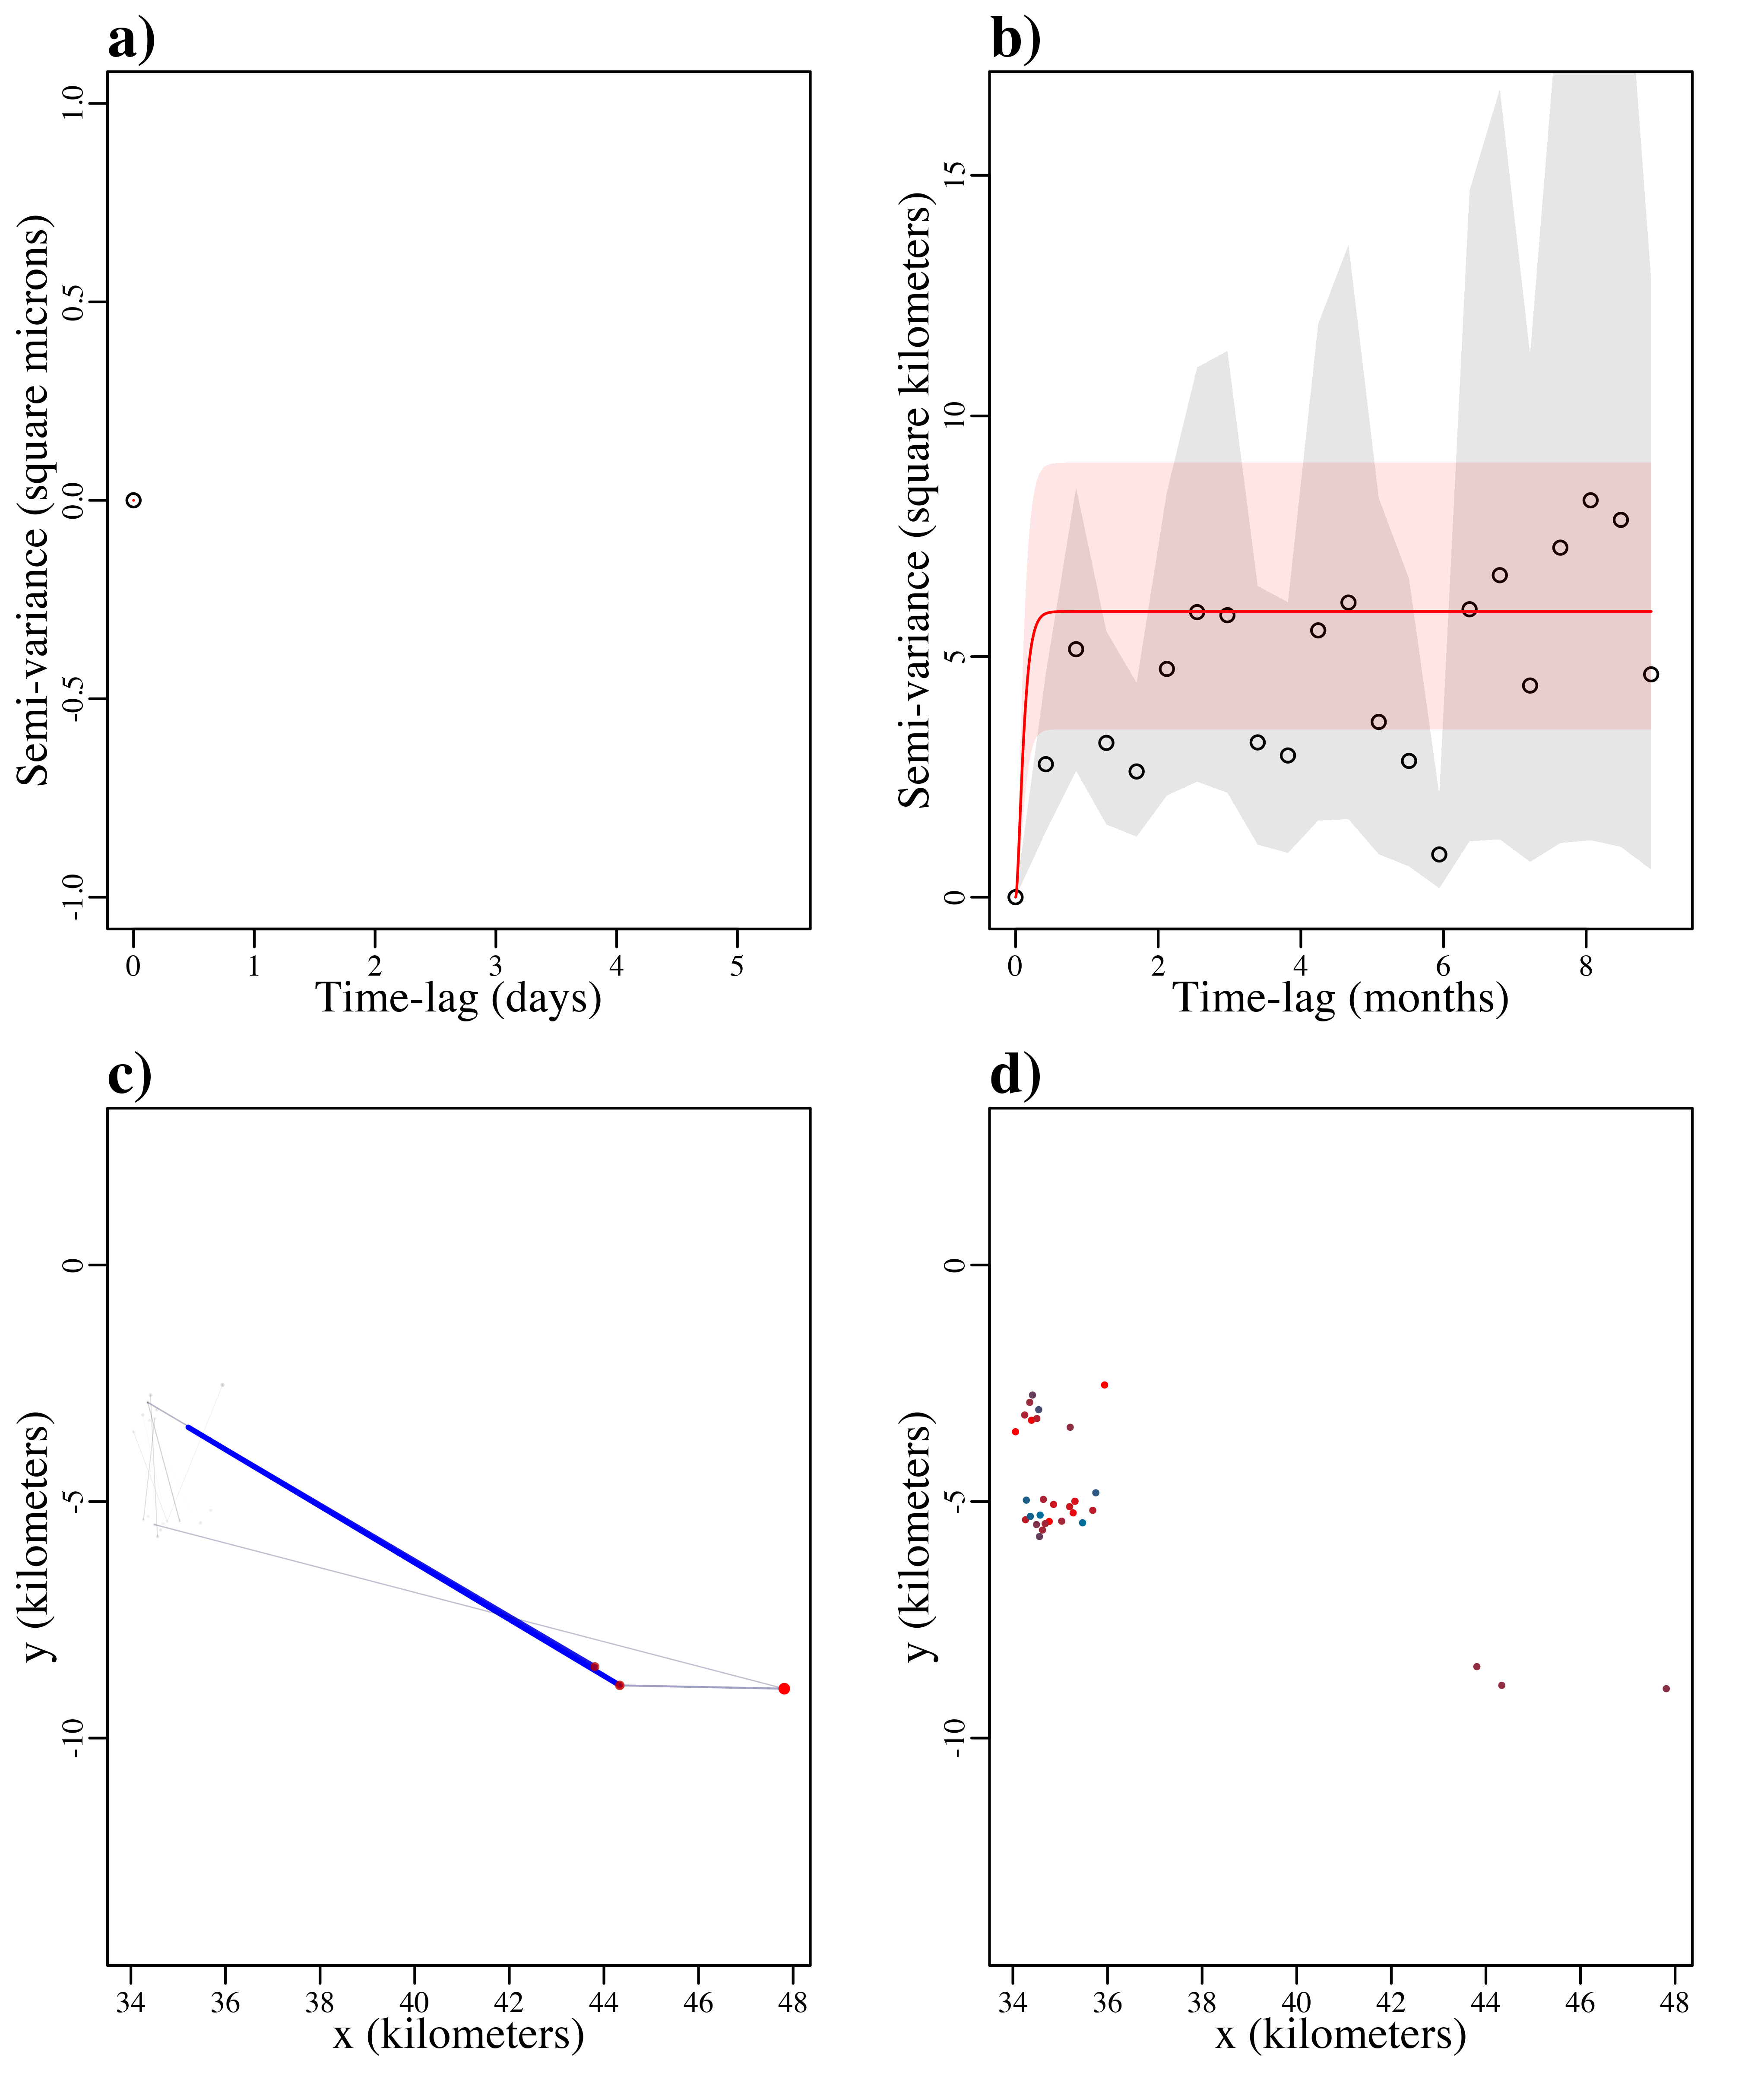 a)
1.0
0.5
0.0
-0.5
-1.0
Semi-variance (square microns)
0 1 2 3 4 5
Time-lag (days)
b)
15
10
5
0
Semi-variance (square kilometers)
0 2 4 6 8
Time-lag (months)
c)
0
-5
-10
y (kilometers)
34 36 38 40 42 44 46 48
x (kilometers)
d)
0
-5
-10
y (kilometers)
34 36 38 40 42 44 46 48
x (kilometers)